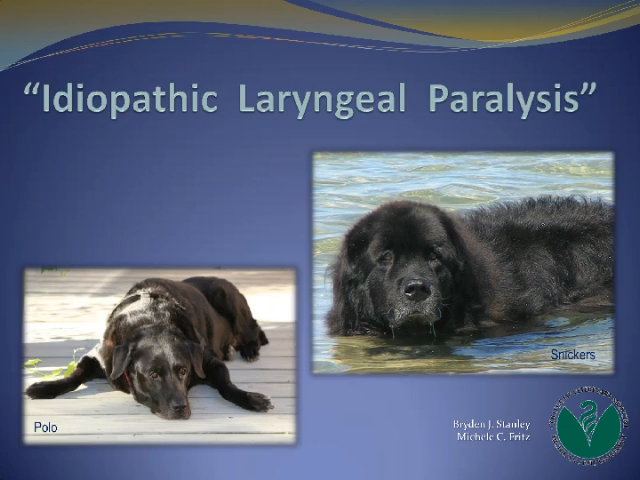 “Idiopathic Laryngeal Paralysis”
Snickers
Polo
Bryden J. Stanley
Michele C. Fritz